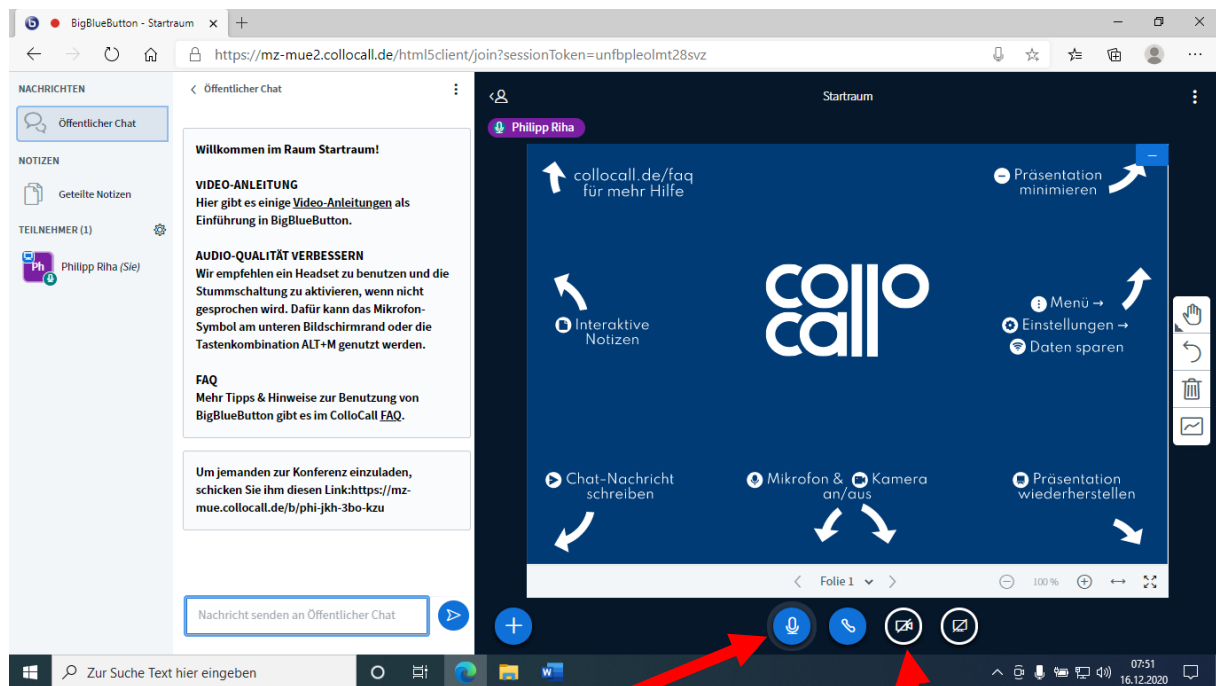 BigBlueButton - Startraum
https://mz-mue2.collocall.de/html5client/join?sessionToken=unfbpleolmt28svz
NACHRICHTEN
Öffentlicher Chat
NOTIZEN
Geteilte Notizen
TEILNEHMER (1)
Ph
Philipp Riha (Sie)
Öffentlicher Chat
Willkommen im Raum Startraum!
VIDEO-ANLEITUNG
Hier gibt es einige Video-Anleitungen als
Einführung in BigBlueButton.
AUDIO-QUALITÄT VERBESSERN
Wir empfehlen ein Headset zu benutzen und die
Stummschaltung zu aktivieren, wenn nicht
gesprochen wird. Dafür kann das Mikrofon-
Symbol am unteren Bildschirmrand oder die
Tastenkombination ALT+M genutzt werden.
FAQ
Mehr Tipps & Hinweise zur Benutzung von
BigBlueButton gibt es im ColloCall FAQ.
Um jemanden zur Konferenz einzuladen,
schicken Sie ihm diesen Link:https://mz-
mue.collocall.de/b/phi-jkh-3bo-kzu
Nachricht senden an Öffentlicher Chat
Startraum
Philipp Riha
collocall.de/faq
für mehr Hilfe
Präsentation
minimieren
collo
call
Interaktive
Notizen
Menü →
Einstellungen →
Daten sparen
Chat-Nachricht
schreiben
Mikrofon & Kamera
an/aus
Präsentation
wiederherstellen
Folie 1
100 %
Zur Suche Text hier eingeben
07:51
16.12.2020